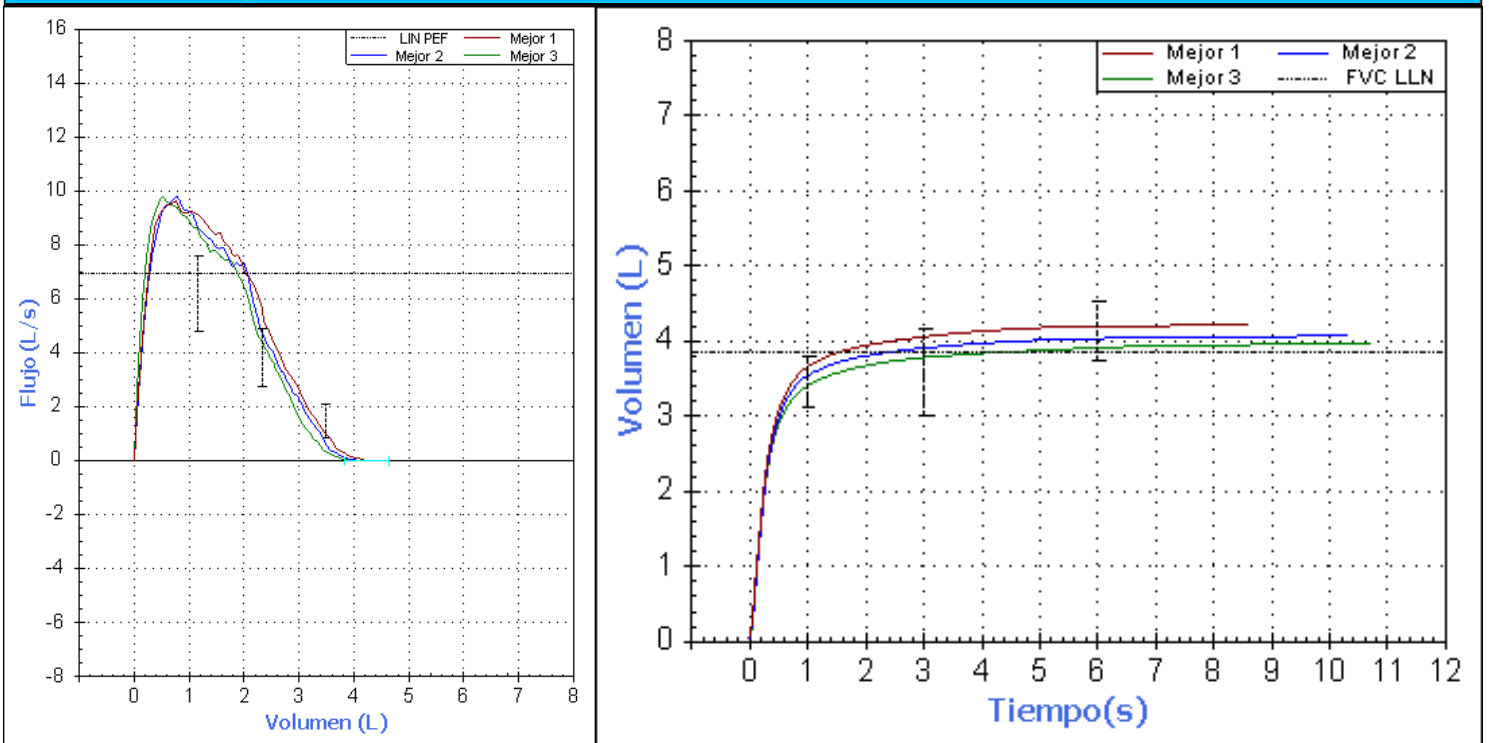 16
14
12
10
8
6
4
2
0
-2
-4
-6
-8
Flujo (L/s)
LIN PEF
Mejor 1
Mejor 2
Mejor 3
0 1 2 3 4 5 6 7 8
Volumen (L)
8
7
6
5
4
3
2
1
0
Volumen (L)
Mejor 1
Mejor 2
Mejor 3
FVC LLN
0 1 2 3 4 5 6 7 8 9 10 11 12
Tiempo(s)